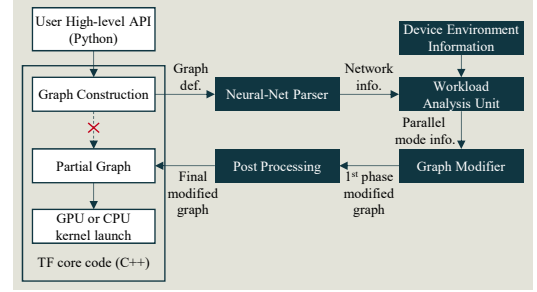 User High-level API
(Python)
Device Environment
Information
Graph Construction
Graph
def.
Neural-Net Parser
Network
info.
Workload
Analysis Unit
Parallel
mode info.
Partial Graph
Final
modified
graph
Post Processing
1st phase
modified
graph
Graph Modifier
GPU or CPU
kernel launch
TF core code (C++)